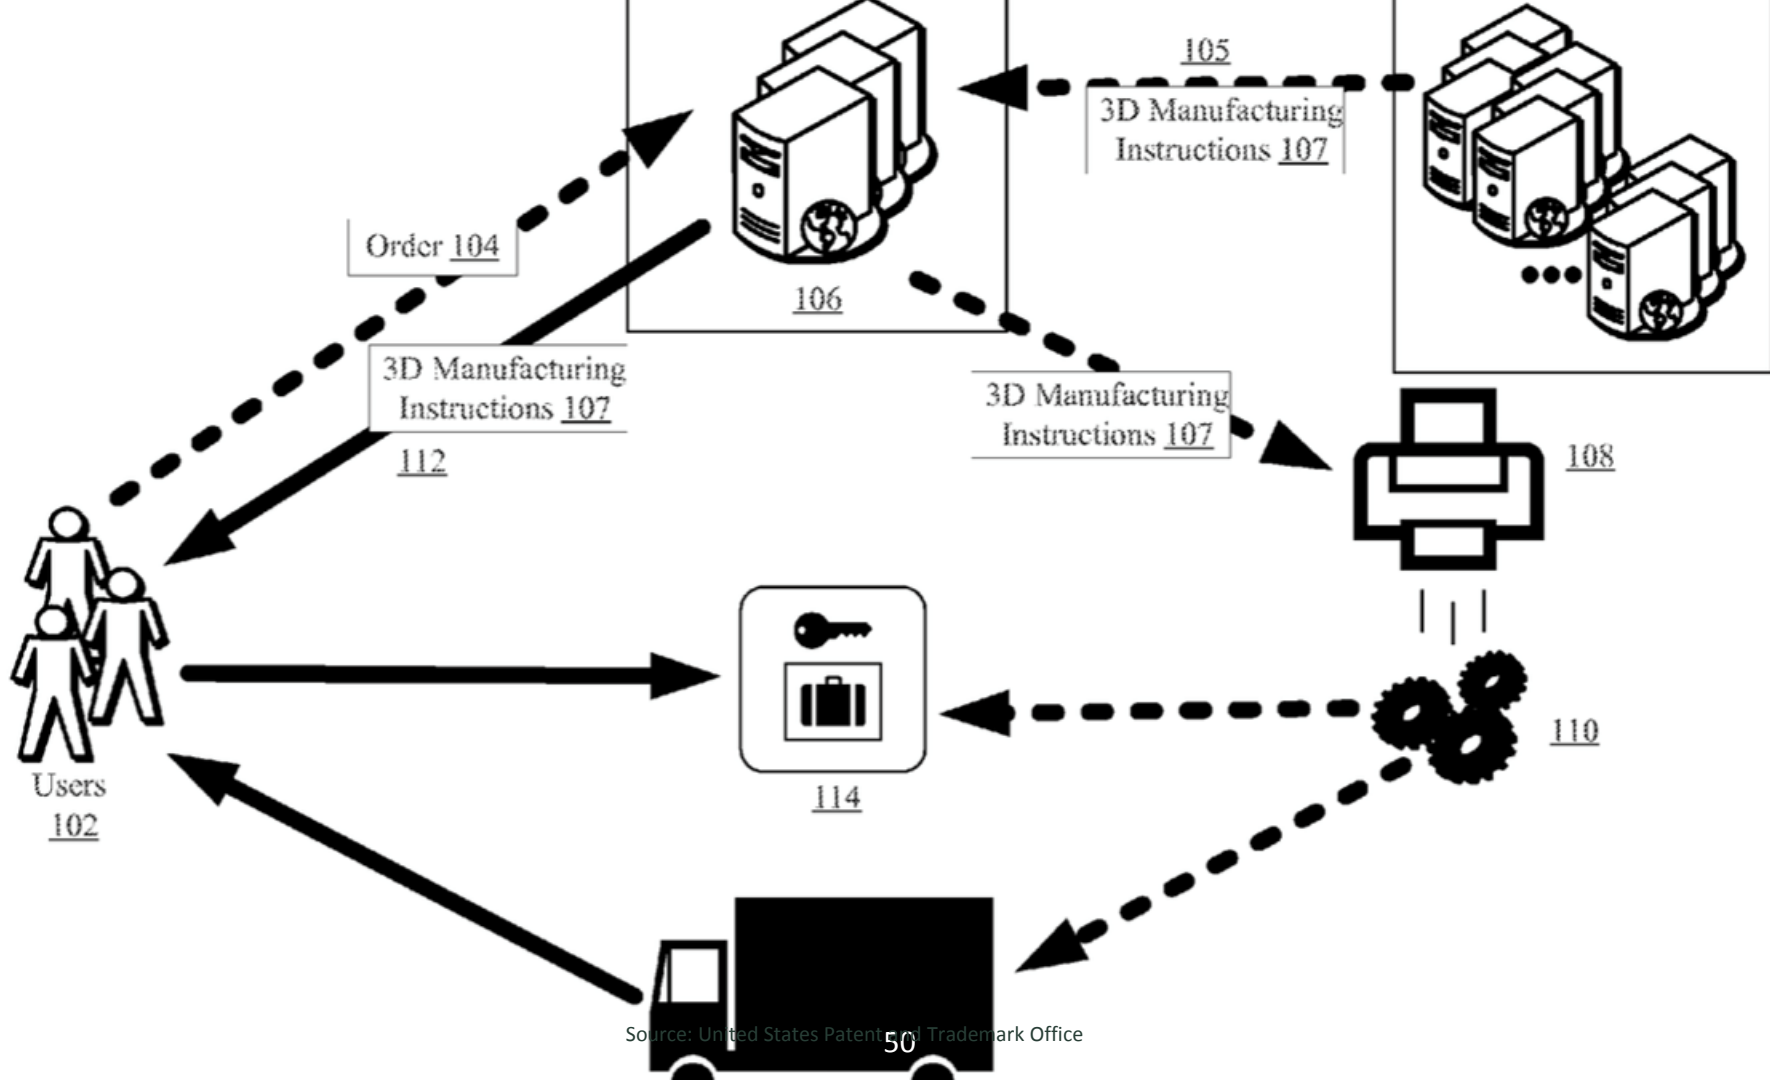 105
3D Manufacturing
Instructions 107
Order 104
106
3D Manufacturing
Instructions 107
112
3D Manufacturing
Instructions 107
108
110
114
Users
102
Source: United States Patent and Trademark Office
50